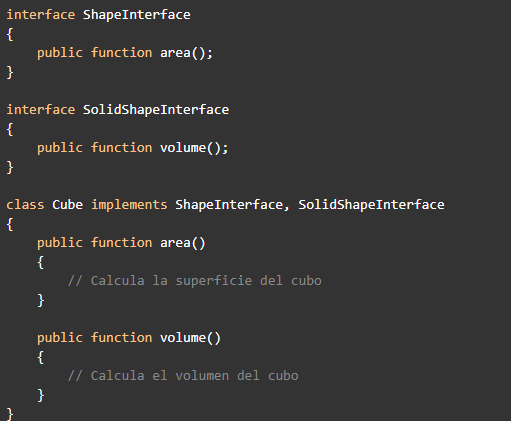 interface ShapeInterface
{
    public function area();
}

interface SolidShapeInterface
{
    public function volume();
}

class Cube implements ShapeInterface, SolidShapeInterface
{
    public function area()
    {
        // Calcula la superficie del cubo
    }

    public function volume()
    {
        // Calcula el volumen del cubo
    }
}